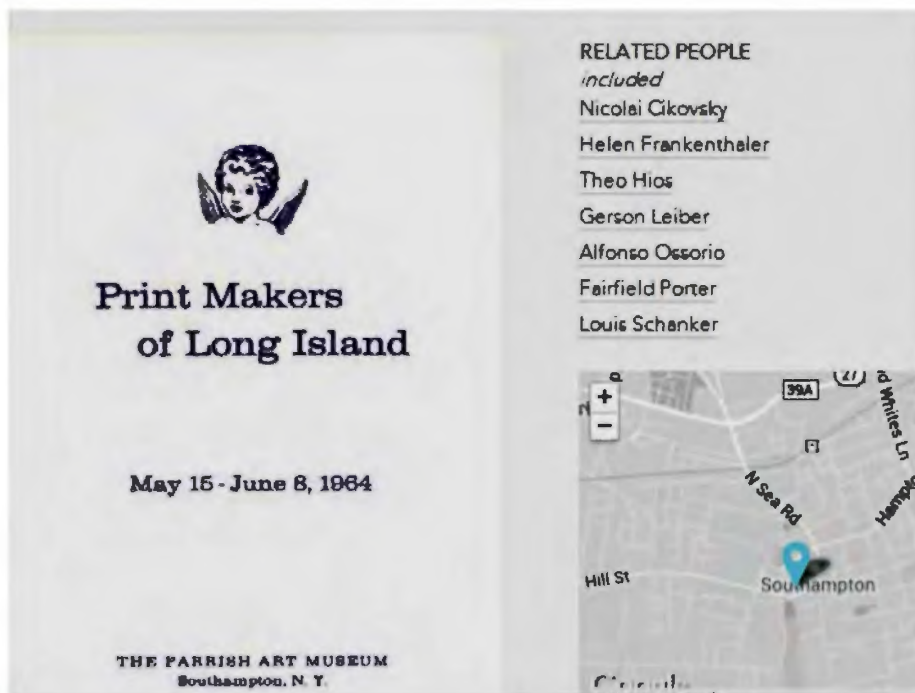 Print Makers
of Long Island
May 15 - June 8, 1964
THE PARRISH ART MUSEUM
Southampton, N. Y.
RELATED PEOPLE
included
Nicolai Cikovsky
Helen Frankenthaler
Theo Hios
Gerson Leiber
Alfonso Ossorio
Fairfield Porter
Louis Schanker
+
−
39A
27
d Whites Ln
N Sea Rd
Hampto
Hill St
Southampton